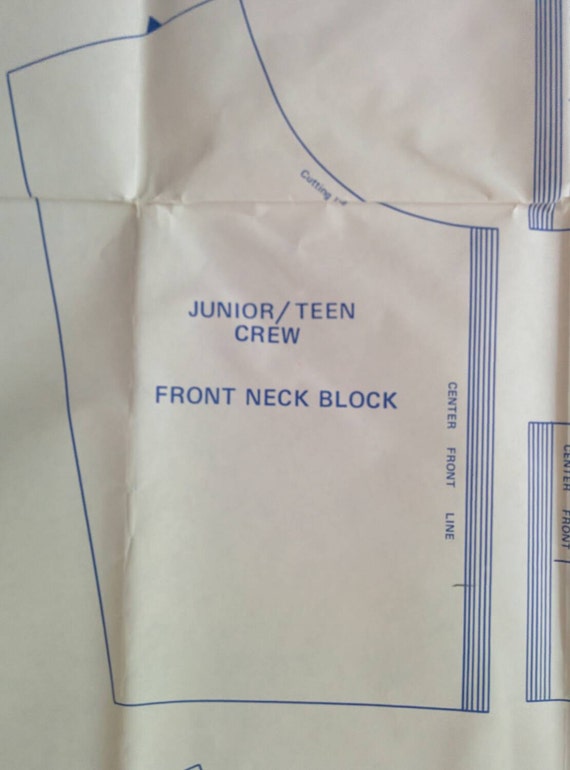 Cutting
JUNIOR/TEEN
CREW
FRONT NECK BLOCK
CENTER FRONT LINE
CENTER FRONT